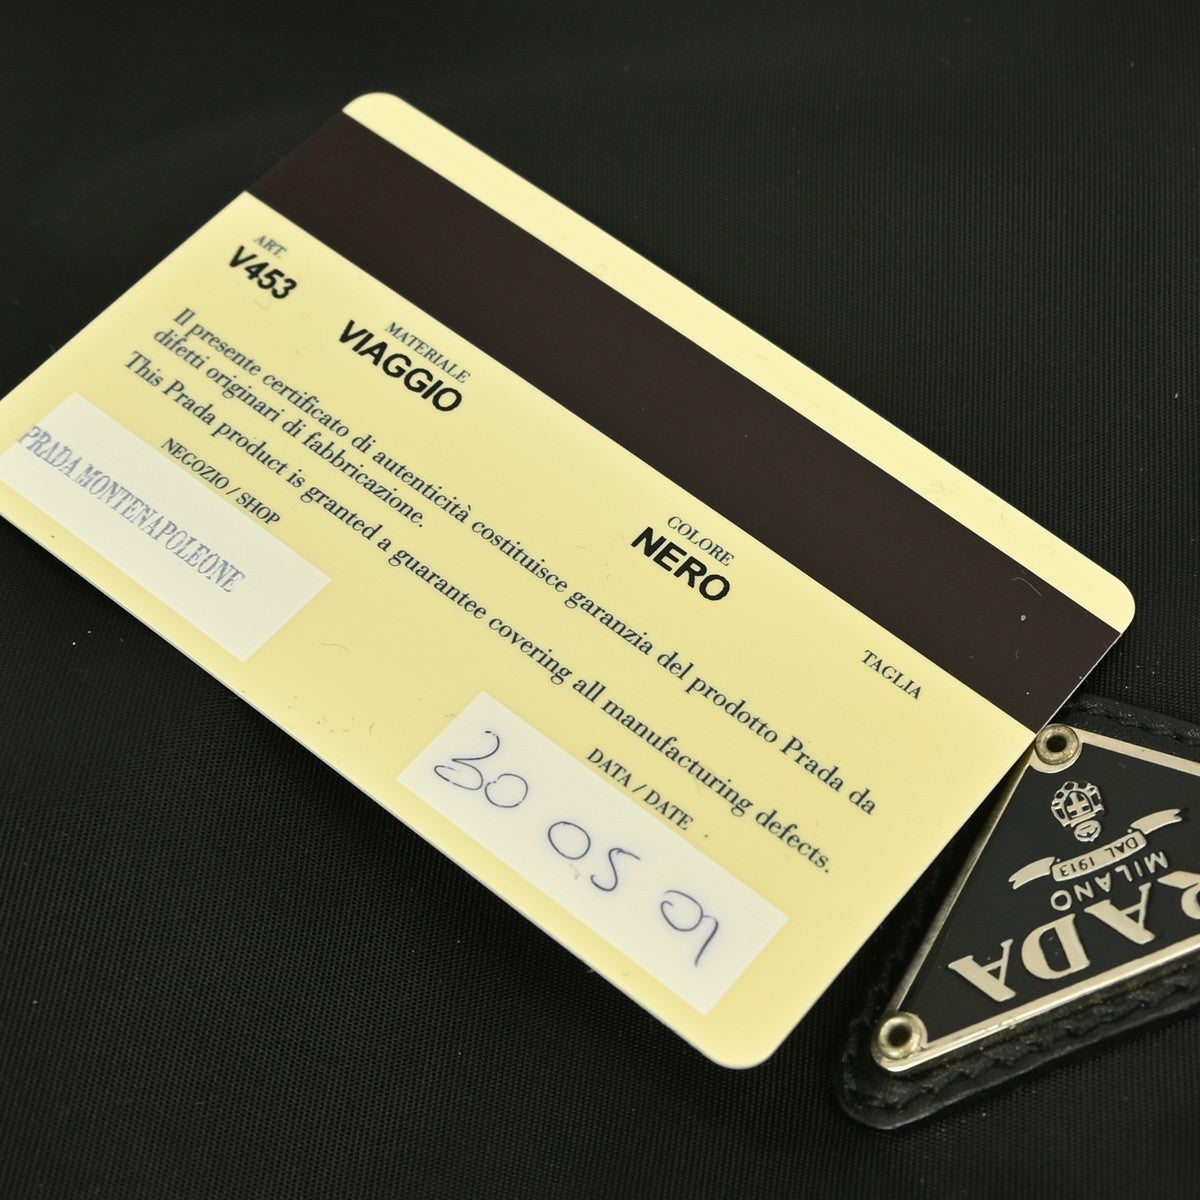 ART.
V453
MATERIALE
VIAGGIO
COLORE
NERO
TAGLIA
Il presente certificato di autenticità costituisce garanzia del prodotto Prada da
difetti originari di fabbricazione.
This Prada product is granted a guarantee covering all manufacturing defects.
NEGOZIO / SHOP
PRADA MONTENAPOLEONE
DATA / DATE
30 05 01
RADA
MILANO
DAL 1913